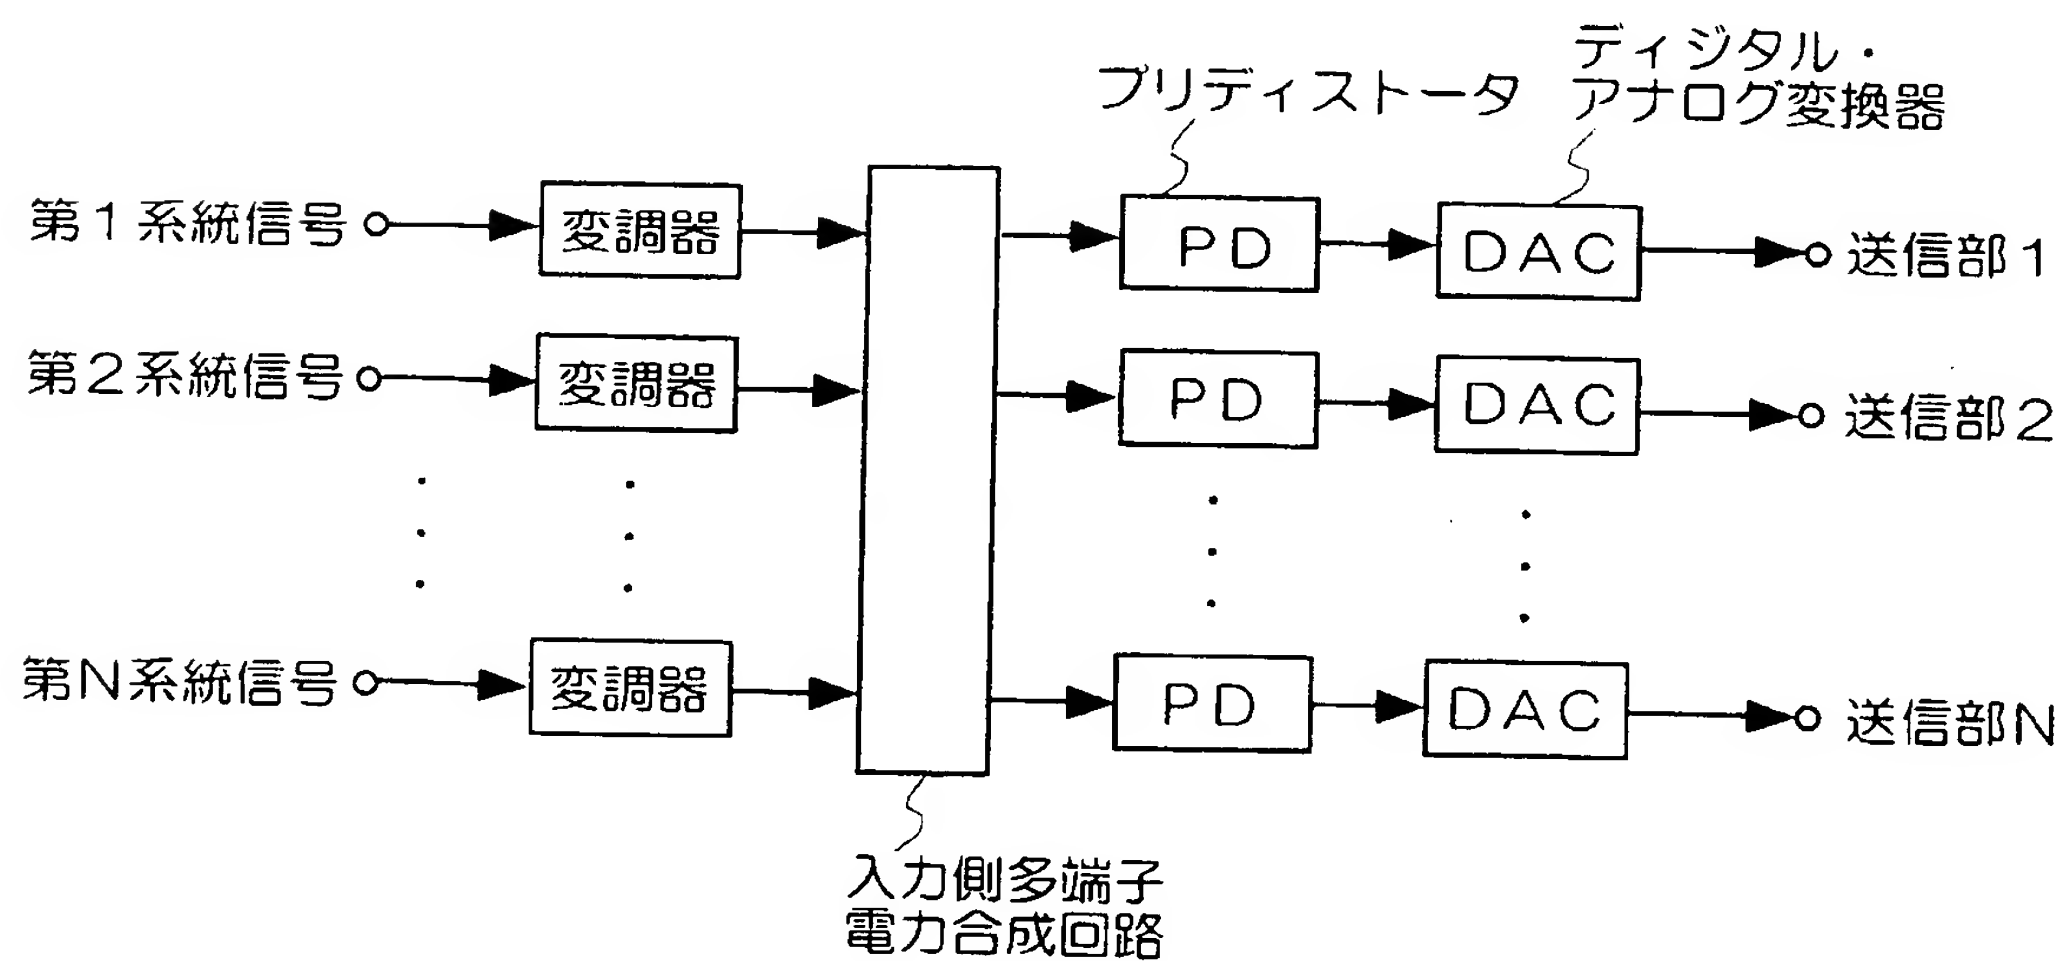 プリディストータ
ディジタル・
アナログ変換器
第1系統信号
変調器
PD
DAC
送信部1
第2系統信号
変調器
PD
DAC
送信部2
第N系統信号
変調器
PD
DAC
送信部N
入力側多端子
電力合成回路